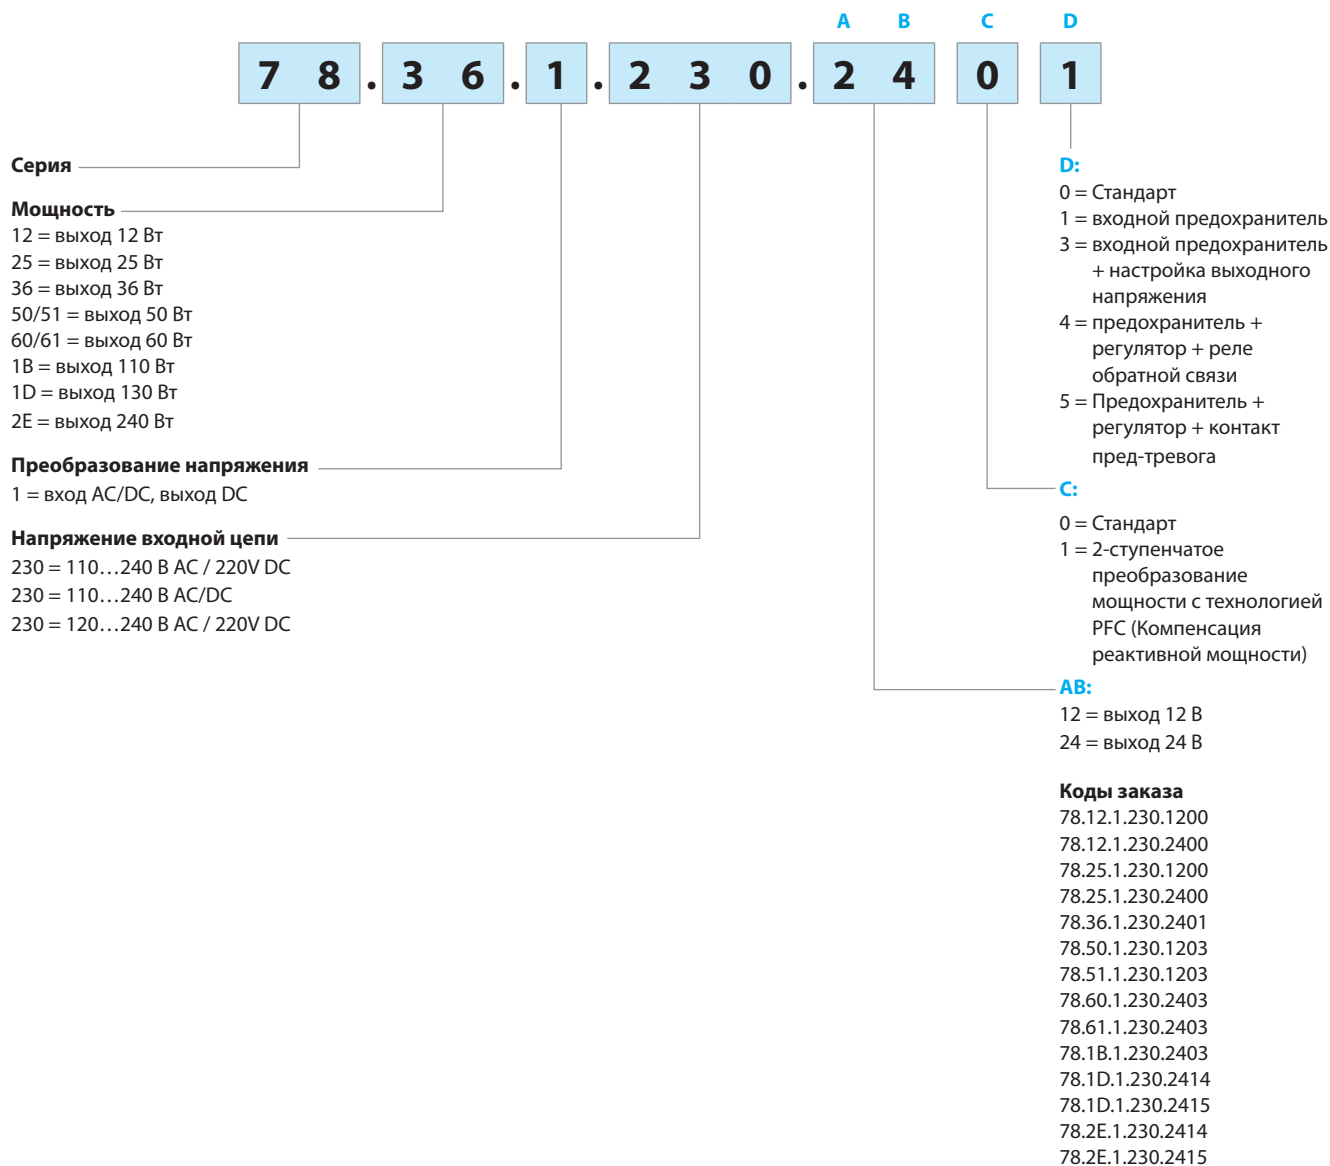 A B C D
7 8 . 3 6 . 1 . 2 3 0 . 2 4 0 1
Серия
Мощность
12 = выход 12 Вт
25 = выход 25 Вт
36 = выход 36 Вт
50/51 = выход 50 Вт
60/61 = выход 60 Вт
1B = выход 110 Вт
1D = выход 130 Вт
2E = выход 240 Вт
Преобразование напряжения
1 = вход AC/DC, выход DC
Напряжение входной цепи
230 = 110…240 В AC / 220V DC
230 = 110…240 В AC/DC
230 = 120…240 В AC / 220V DC
D:
0 = Стандарт
1 = входной предохранитель
3 = входной предохранитель
+ настройка выходного
напряжения
4 = предохранитель +
регулятор + реле
обратной связи
5 = Предохранитель +
регулятор + контакт
пред-тревога
C:
0 = Стандарт
1 = 2-ступенчатое
преобразование
мощности с технологией
PFC (Компенсация
реактивной мощности)
AB:
12 = выход 12 В
24 = выход 24 В
Коды заказа
78.12.1.230.1200
78.12.1.230.2400
78.25.1.230.1200
78.25.1.230.2400
78.36.1.230.2401
78.50.1.230.1203
78.51.1.230.1203
78.60.1.230.2403
78.61.1.230.2403
78.1B.1.230.2403
78.1D.1.230.2414
78.1D.1.230.2415
78.2E.1.230.2414
78.2E.1.230.2415